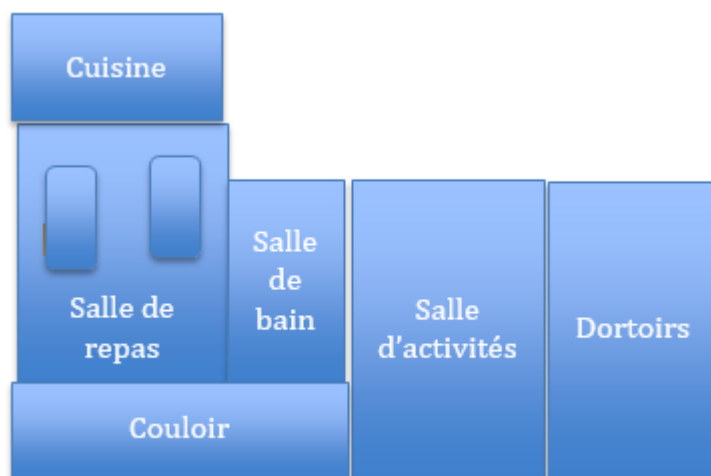 Cuisine
Salle de
repas
Salle
de
bain
Salle
d'activités
Dortoirs
Couloir